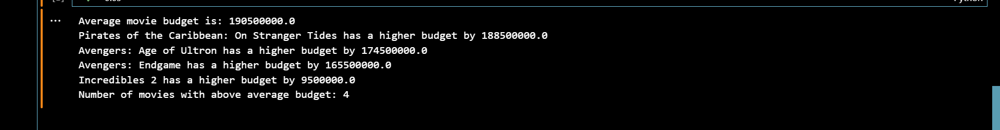 Python
Average movie budget is: 190500000.0
Pirates of the Caribbean: On Stranger Tides has a higher budget by 188500000.0
Avengers: Age of Ultron has a higher budget by 174500000.0
Avengers: Endgame has a higher budget by 165500000.0
Incredibles 2 has a higher budget by 9500000.0
Number of movies with above average budget: 4